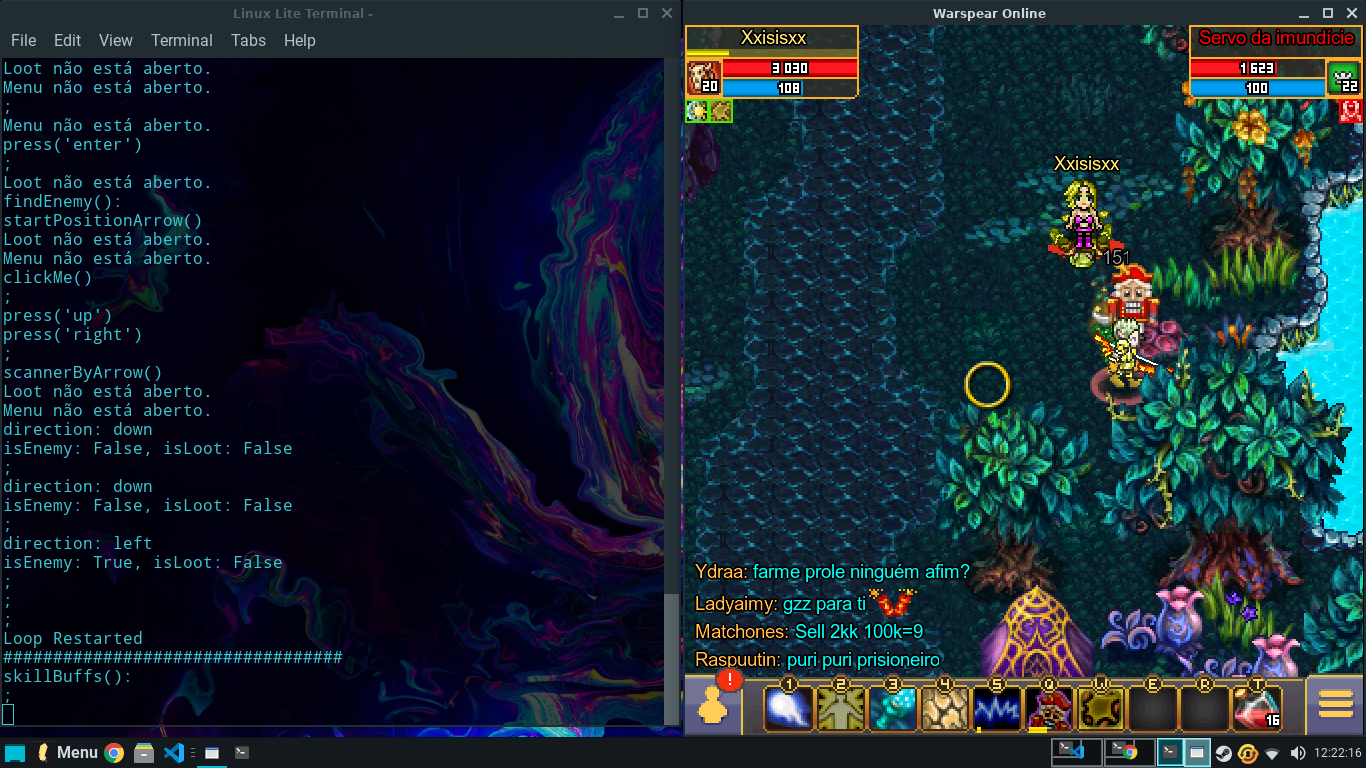 Linux Lite Terminal -
File Edit View Terminal Tabs Help
Loot não está aberto.
Menu não está aberto.
;
Menu não está aberto.
press('enter')
;
Loot não está aberto.
findEnemy():
startPositionArrow()
Loot não está aberto.
Menu não está aberto.
clickMe()
;
press('up')
press('right')
;
scannerByArrow()
Loot não está aberto.
Menu não está aberto.
direction: down
isEnemy: False, isLoot: False
;
direction: down
isEnemy: False, isLoot: False
;
direction: left
isEnemy: True, isLoot: False
;
;
;
Loop Restarted
##################################
skillBuffs():
;
Warspear Online
Xxisisxx
3 030
20
108
Servo da imundície
1 623
100
22
Xxisisxx
151
Ydraa: farme prole ninguém afim?
Ladyaimy: gzz para ti
Matchones: Sell 2kk 100k=9
Raspuutin: puri puri prisioneiro
!
1 2 3 4 5 Q W E R T
16
Menu
12:22:16